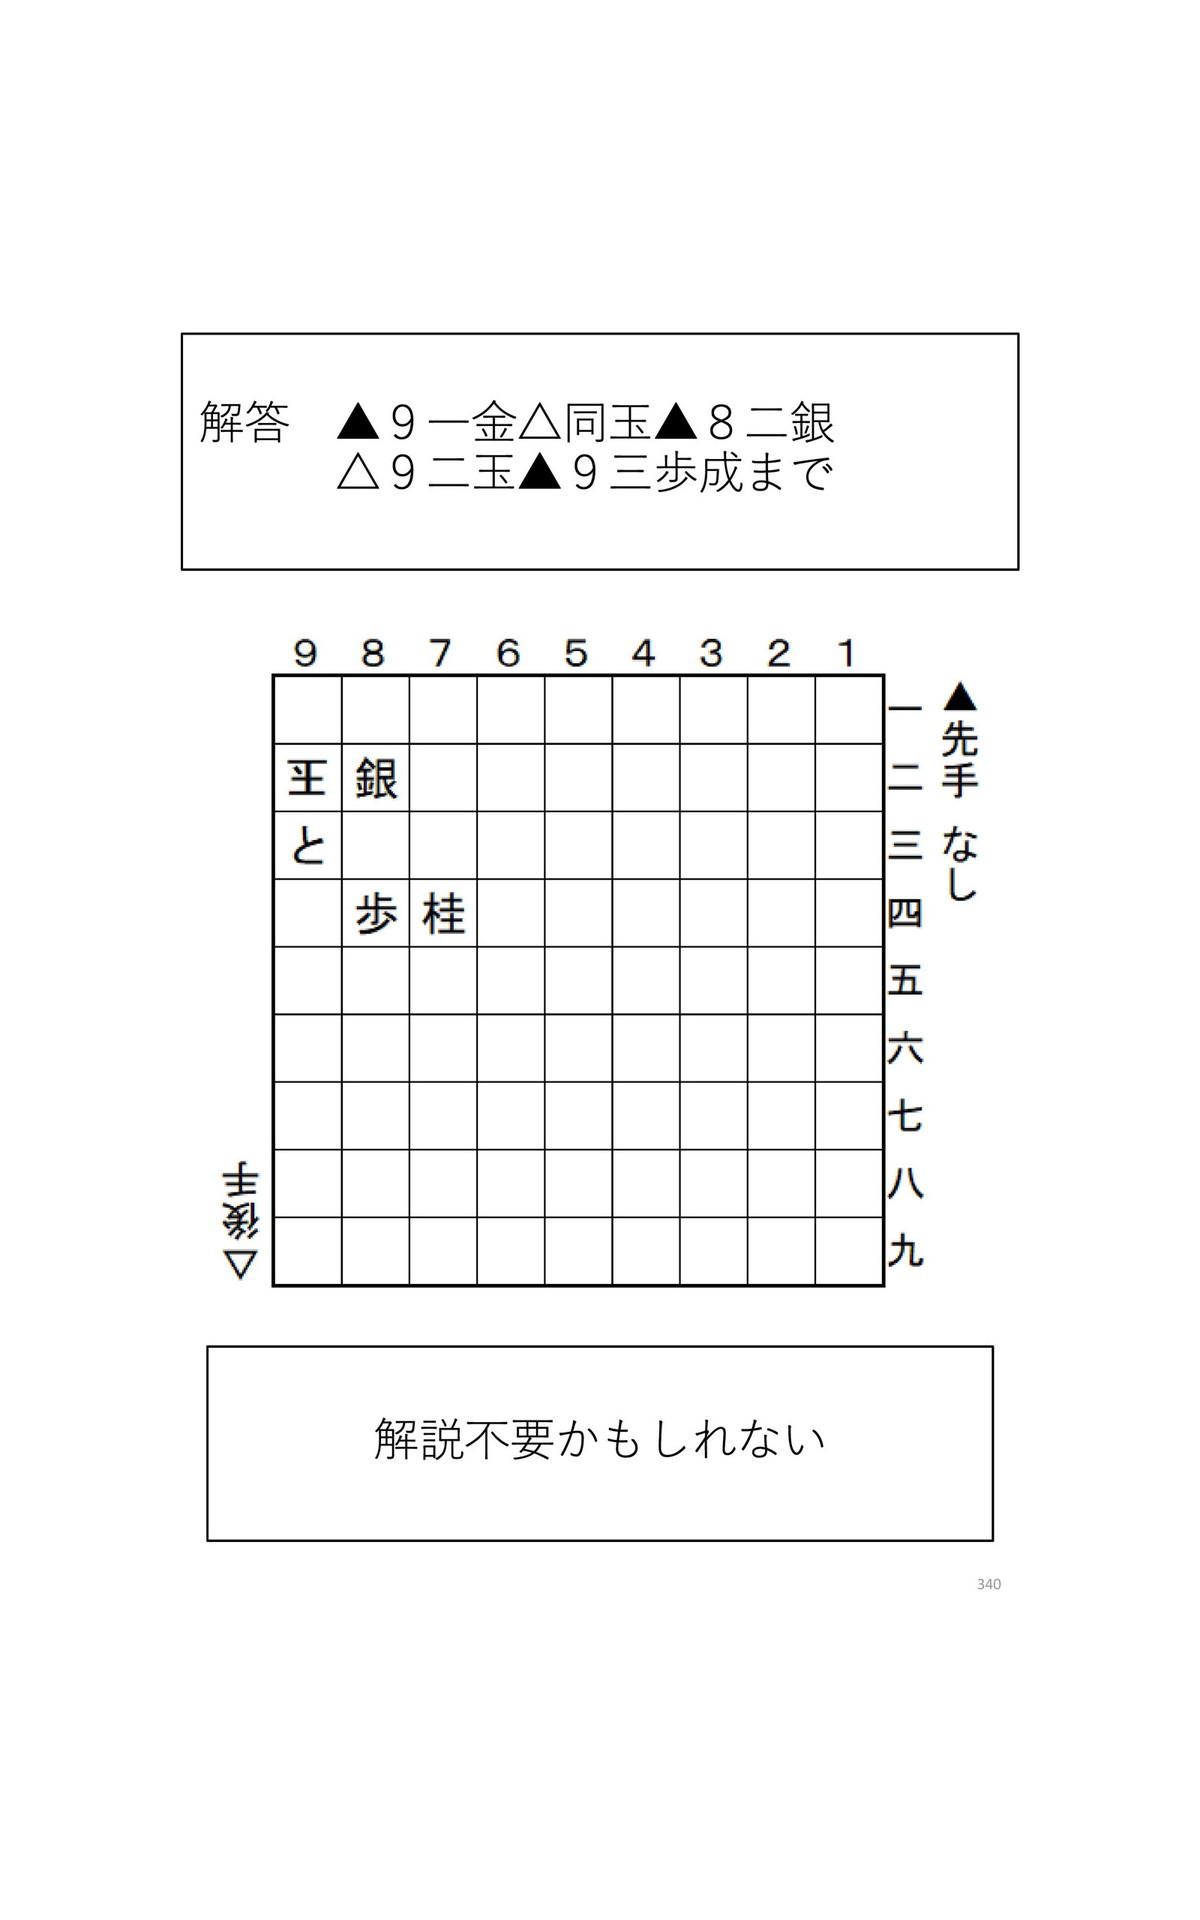 解答　▲９一金△同玉▲８二銀
△９二玉▲９三歩成まで
9 8 7 6 5 4 3 2 1
一
二
三
四
五
六
七
八
九
▲先手 なし
王 銀
と
歩 桂
△後手
解説不要かもしれない
340